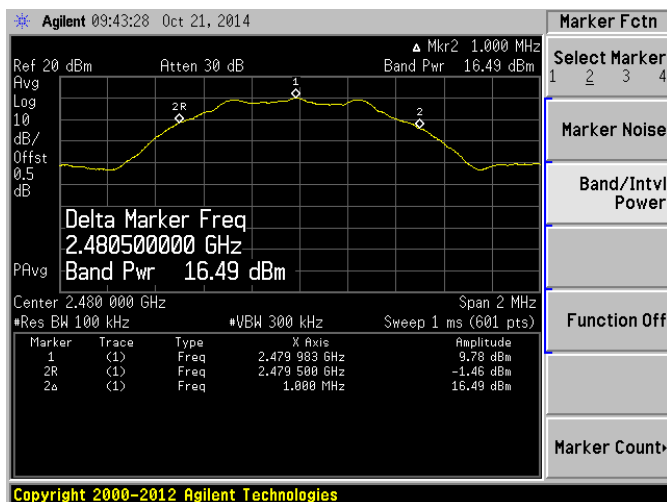 Agilent 09:43:28 Oct 21, 2014
Marker Fctn
Δ Mkr2 1.000 MHz
Ref 20 dBm Atten 30 dB Band Pwr 16.49 dBm
Avg
Log
10
dB/
Offst
0.5
dB
PAvg
1
2R
2
Delta Marker Freq
2.480500000 GHz
Band Pwr 16.49 dBm
Center 2.480 000 GHz Span 2 MHz
#Res BW 100 kHz #VBW 300 kHz Sweep 1 ms (601 pts)
Marker Trace Type X Axis Amplitude
1 (1) Freq 2.479 983 GHz 9.78 dBm
2R (1) Freq 2.479 500 GHz -1.46 dBm
2Δ (1) Freq 1.000 MHz 16.49 dBm
Select Marker
1 2 3 4
Marker Noise
Band/Intvl
Power
Function Off
Marker Count▸
Copyright 2000-2012 Agilent Technologies